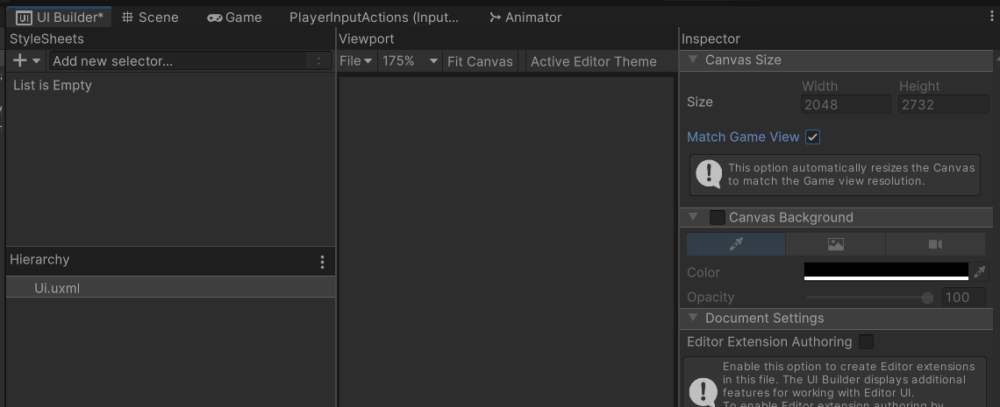 UI Builder*
Scene
Game
PlayerInputActions (Input...
Animator
StyleSheets
Viewport
Inspector
Add new selector...
File
175%
Fit Canvas
Active Editor Theme
Canvas Size
List is Empty
Width
Height
Size
2048
2732
Match Game View
This option automatically resizes the Canvas
to match the Game view resolution.
Canvas Background
Hierarchy
Color
Ui.uxml
Opacity
100
Document Settings
Editor Extension Authoring
Enable this option to create Editor extensions
in this file. The UI Builder displays additional
features for working with Editor UI.
To enable Editor extension authoring by